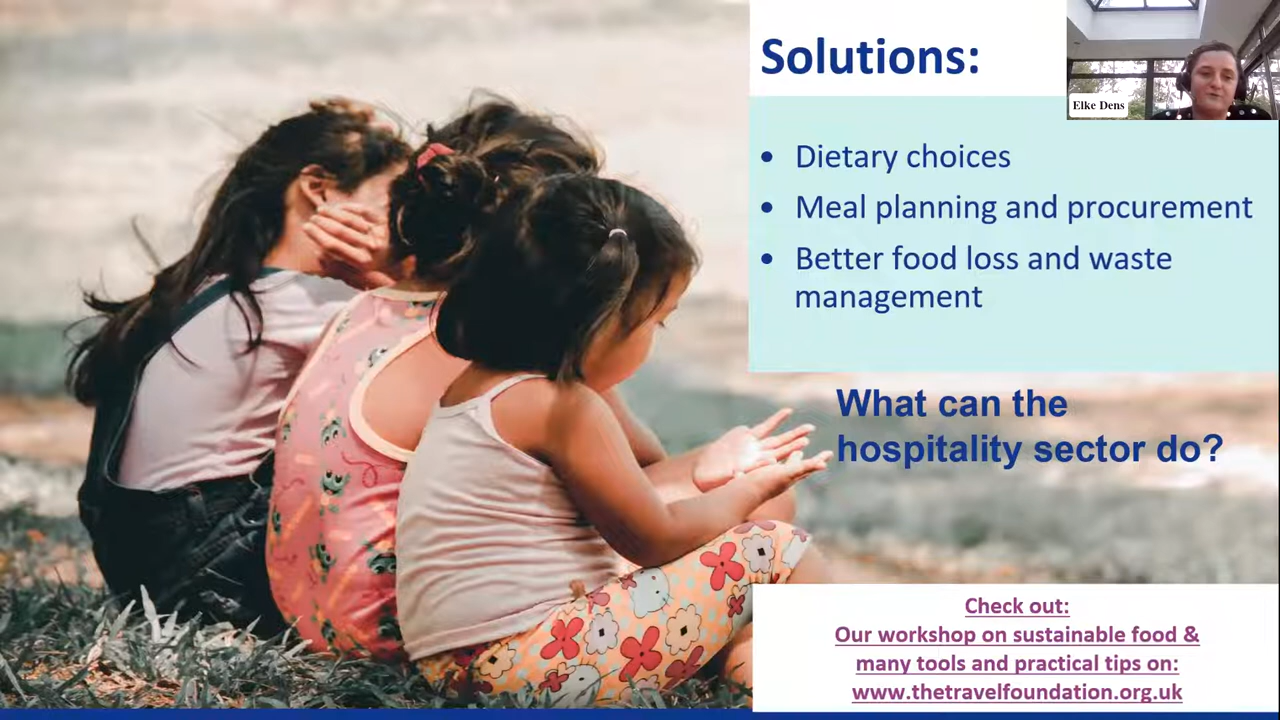 Solutions:
Elke Dens
• Dietary choices
• Meal planning and procurement
• Better food loss and waste
management
What can the
hospitality sector do?
Check out:
Our workshop on sustainable food &
many tools and practical tips on:
www.thetravelfoundation.org.uk